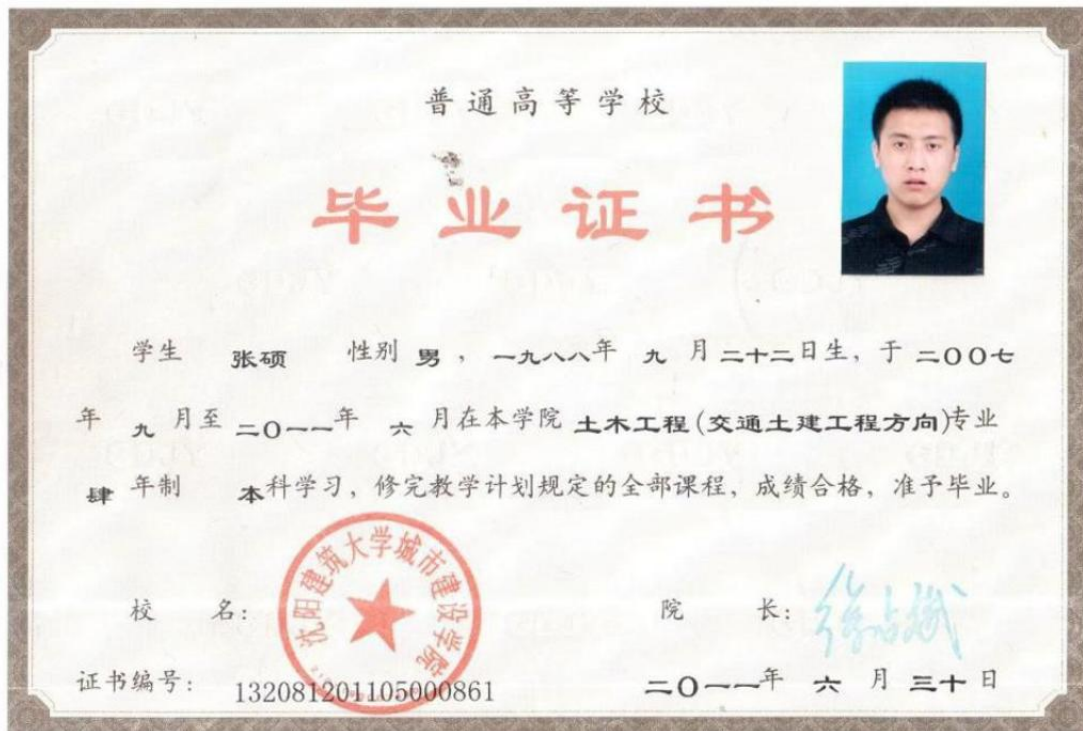 普通高等学校
毕业证书
学生 张硕 性别 男 ，一九八八年 九 月 二十二日生，于 二〇〇七
年 九 月至 二〇一一年 六 月在本学院 土木工程(交通土建工程方向)专业
肆 年制 本科学习，修完教学计划规定的全部课程，成绩合格，准予毕业。
沈阳建筑大学城市建设学院
校 名： 院 长：
证书编号： 132081201105000861 二〇一一年 六 月 三十日